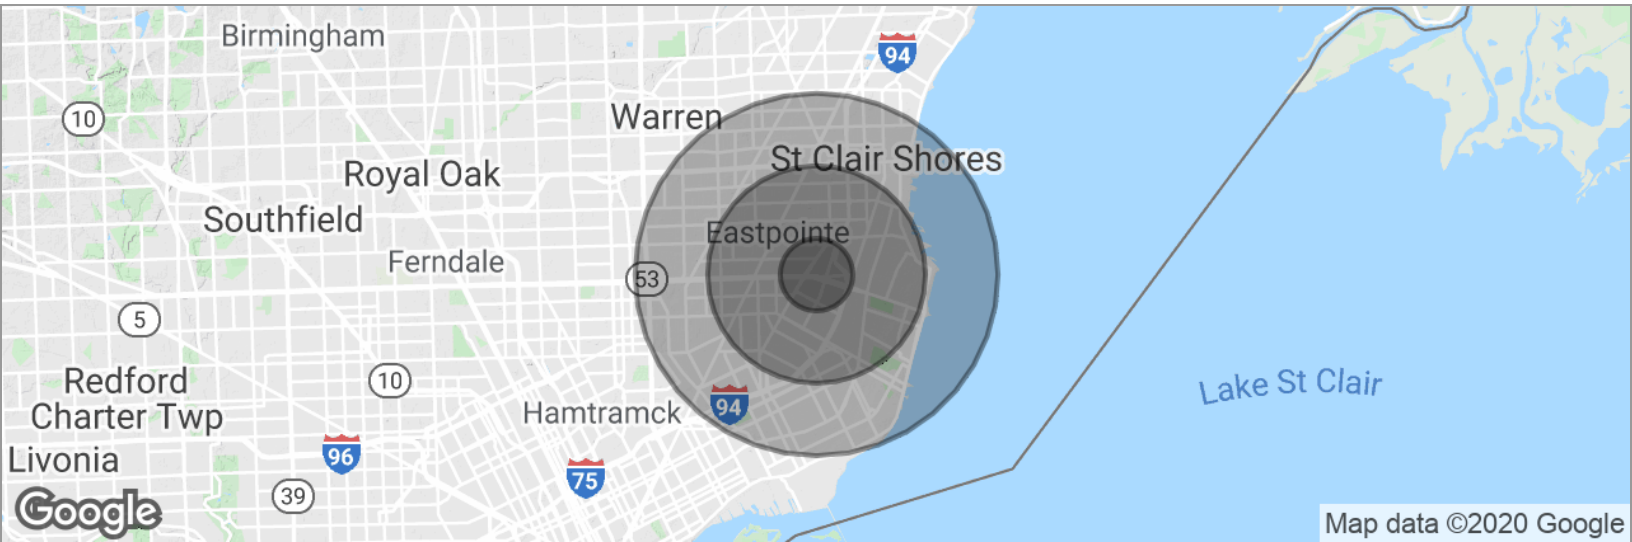 Birmingham
94
10
Warren
St Clair Shores
Royal Oak
Southfield
Eastpointe
Ferndale
53
5
Redford
Charter Twp
10
Lake St Clair
94
Hamtramck
Livonia
96
75
39
Google
Map data ©2020 Google